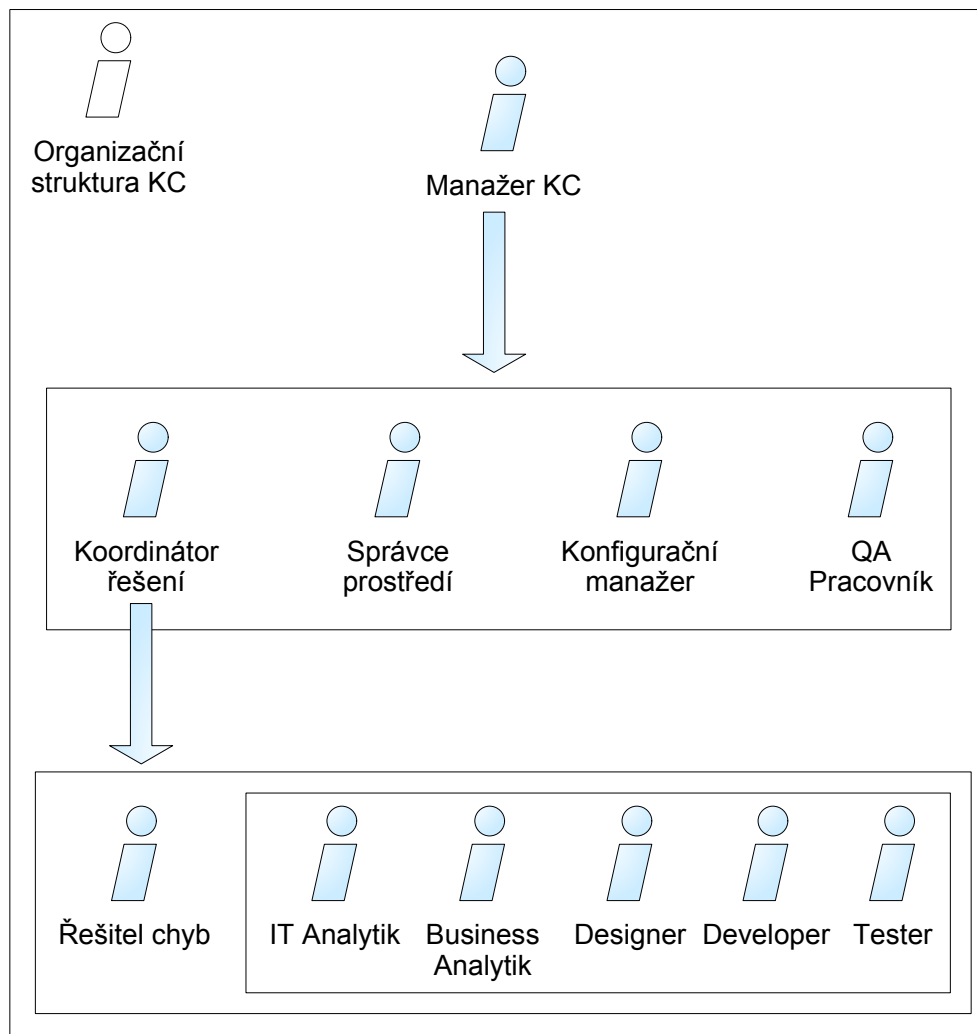 Organizační
struktura KC
Manažer KC
Koordinátor
řešení
Správce
prostředí
Konfigurační
manažer
QA
Pracovník
Řešitel chyb
IT Analytik
Business
Analytik
Designer
Developer
Tester